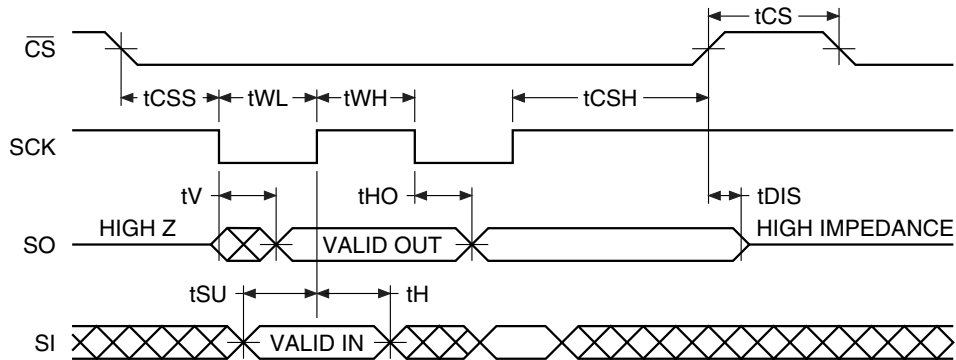 tCS
C̅S̅
tCSS tWL tWH tCSH
SCK
tV tHO tDIS
HIGH Z HIGH IMPEDANCE
SO VALID OUT
tSU tH
SI VALID IN